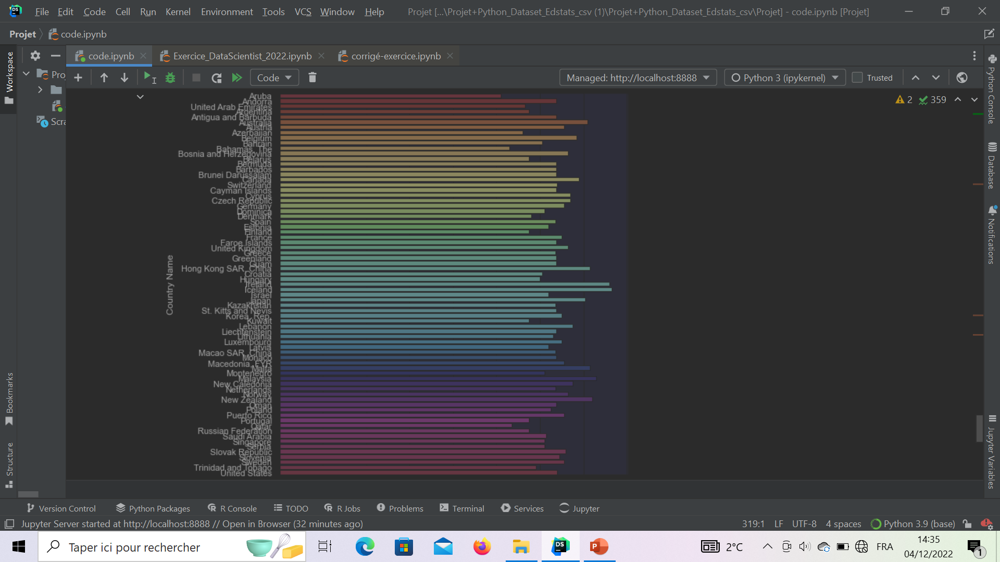 File Edit Code Cell Run Kernel Environment Tools VCS Window Help Projet [...\Projet+Python_Dataset_Edstats_csv (1)\Projet+Python_Dataset_Edstats_csv\Projet] - code.ipynb [Projet]
Projet code.ipynb
code.ipynb Exercice_DataScientist_2022.ipynb corrigé-exercice.ipynb
Code Managed: http://localhost:8888 Python 3 (ipykernel) Trusted
2 359
Workspace
Pro
Scra
Bookmarks
Structure
Country Name
Aruba
Andorra
United Arab Emirates
Argentina
Antigua and Barbuda
Australia
Austria
Azerbaijan
Belgium
Bahrain
Bahamas, The
Bosnia and Herzegovina
Belarus
Bermuda
Barbados
Brunei Darussalam
Canada
Switzerland
Cayman Islands
Cyprus
Czech Republic
Germany
Dominica
Denmark
Spain
Estonia
Finland
France
Faroe Islands
United Kingdom
Greece
Greenland
Guam
Hong Kong SAR, China
Croatia
Hungary
Ireland
Iceland
Israel
Japan
Kazakhstan
St. Kitts and Nevis
Korea, Rep.
Kuwait
Lebanon
Liechtenstein
Lithuania
Luxembourg
Latvia
Macao SAR, China
Monaco
Macedonia, FYR
Malta
Montenegro
Malaysia
New Caledonia
Netherlands
Norway
New Zealand
Oman
Poland
Puerto Rico
Portugal
Qatar
Russian Federation
Saudi Arabia
Singapore
Serbia
Slovak Republic
Slovenia
Sweden
Trinidad and Tobago
United States
Python Console
Database
Notifications
Jupyter Variables
Version Control Python Packages R Console TODO R Jobs Problems Terminal Services Jupyter
Jupyter Server started at http://localhost:8888 // Open in Browser (32 minutes ago) 319:1 LF UTF-8 4 spaces Python 3.9 (base)
Taper ici pour rechercher 2°C FRA 14:35
04/12/2022
1